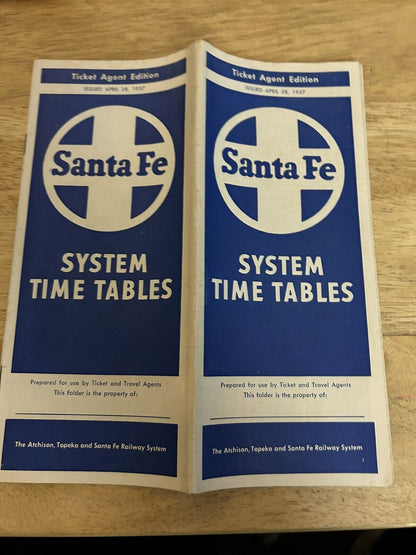 Ticket Agent Edition
ISSUED APRIL 28, 1957
Santa Fe
SYSTEM
TIME TABLES
Prepared for use by Ticket and Travel Agents
This folder is the property of:
The Atchison, Topeka and Santa Fe Railway System
Ticket Agent Edition
ISSUED APRIL 28, 1957
Santa Fe
SYSTEM
TIME TABLES
Prepared for use by Ticket and Travel Agents
This folder is the property of:
The Atchison, Topeka and Santa Fe Railway System